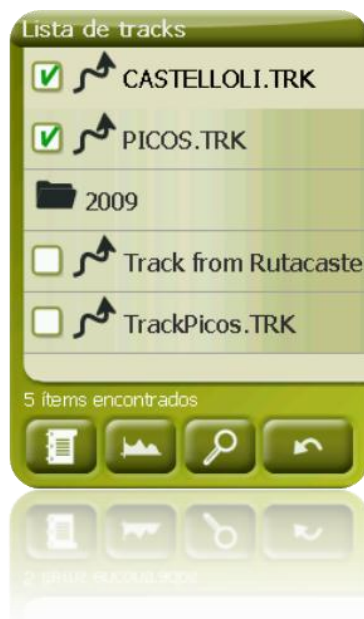 Lista de tracks
CASTELLOLI.TRK
PICOS.TRK
2009
Track from Rutacaste
TrackPicos.TRK
5 ítems encontrados